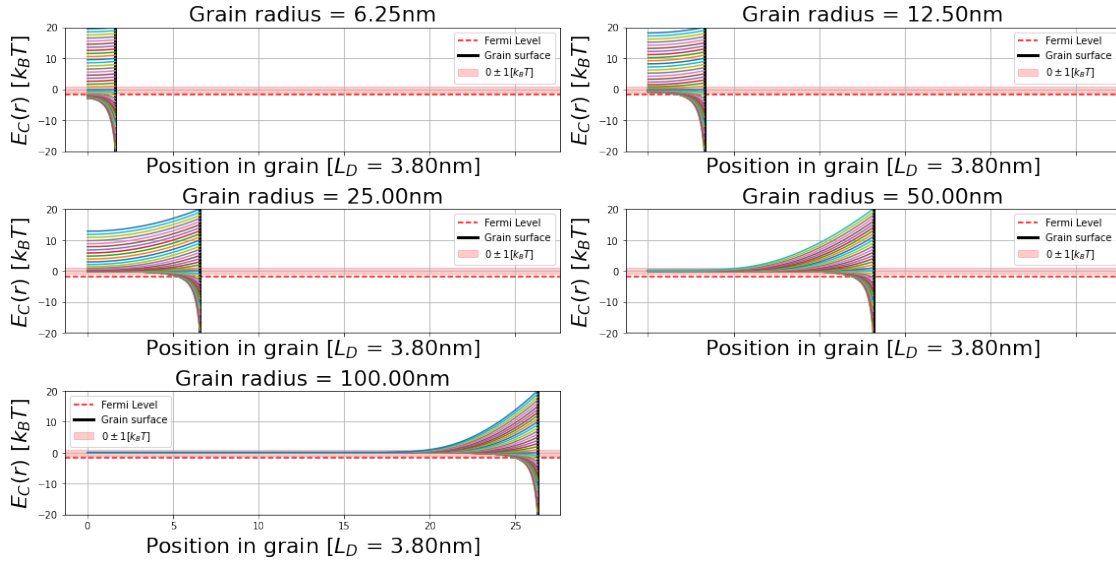 Grain radius = 6.25nm
E_C(r) [k_BT]
20
10
0
−10
−20
Fermi Level
Grain surface
0 ± 1[k_BT]
Position in grain [L_D = 3.80nm]
Grain radius = 12.50nm
E_C(r) [k_BT]
20
10
0
−10
−20
Fermi Level
Grain surface
0 ± 1[k_BT]
Position in grain [L_D = 3.80nm]
Grain radius = 25.00nm
E_C(r) [k_BT]
20
10
0
−10
−20
Fermi Level
Grain surface
0 ± 1[k_BT]
Position in grain [L_D = 3.80nm]
Grain radius = 50.00nm
E_C(r) [k_BT]
20
10
0
−10
−20
Fermi Level
Grain surface
0 ± 1[k_BT]
Position in grain [L_D = 3.80nm]
Grain radius = 100.00nm
E_C(r) [k_BT]
20
10
0
−10
−20
Fermi Level
Grain surface
0 ± 1[k_BT]
0 5 10 15 20 25
Position in grain [L_D = 3.80nm]